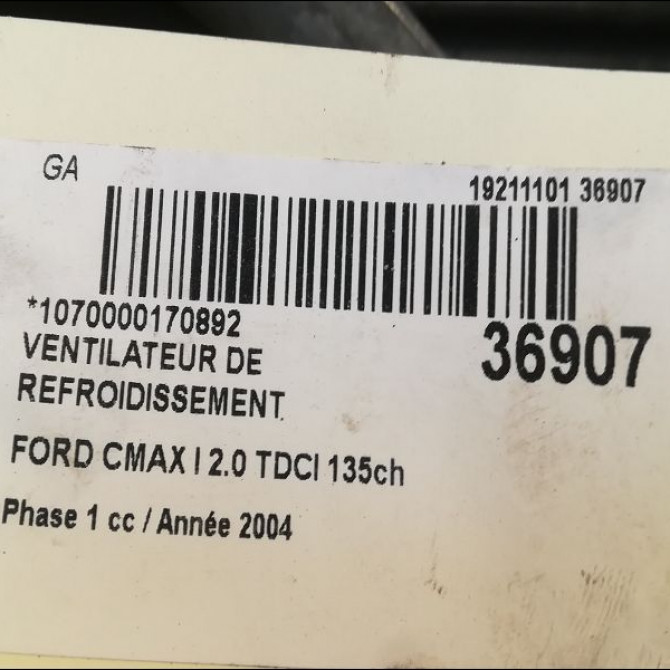 GA
19211101 36907
*1070000170892
36907
VENTILATEUR DE
REFROIDISSEMENT
FORD CMAX I 2.0 TDCI 135ch
Phase 1 cc / Année 2004